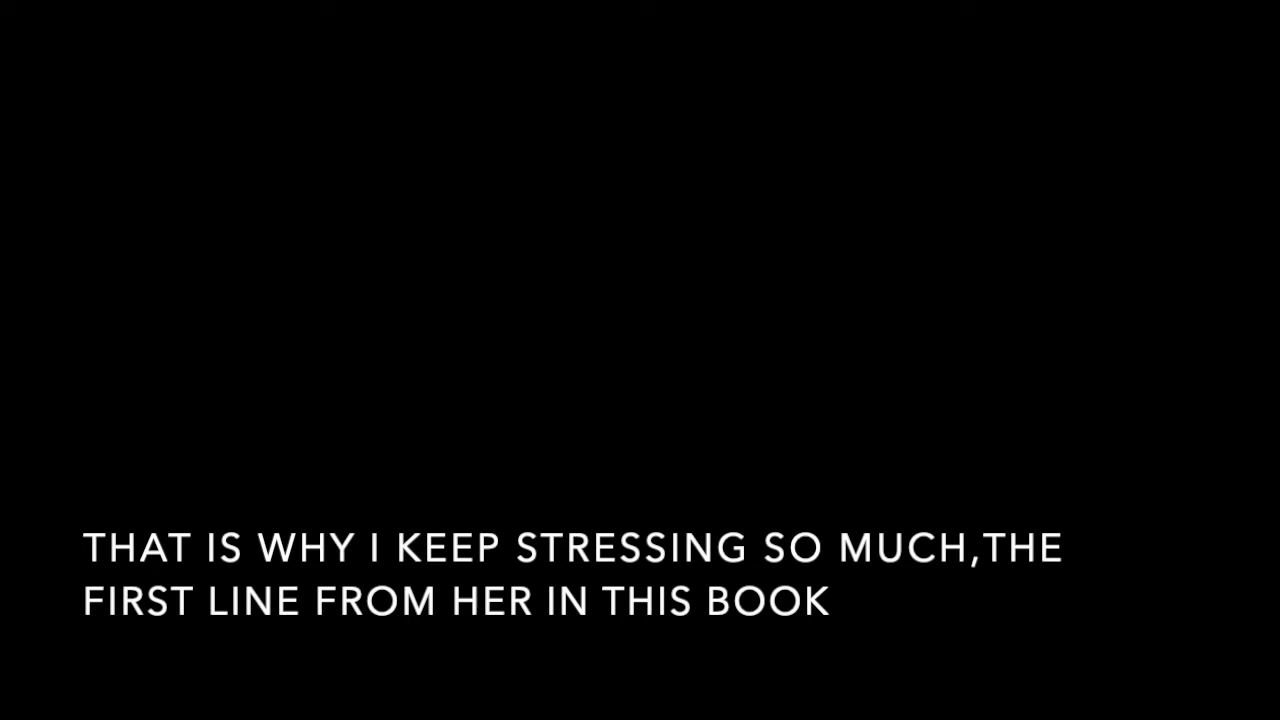 THAT IS WHY I KEEP STRESSING SO MUCH,THE
FIRST LINE FROM HER IN THIS BOOK